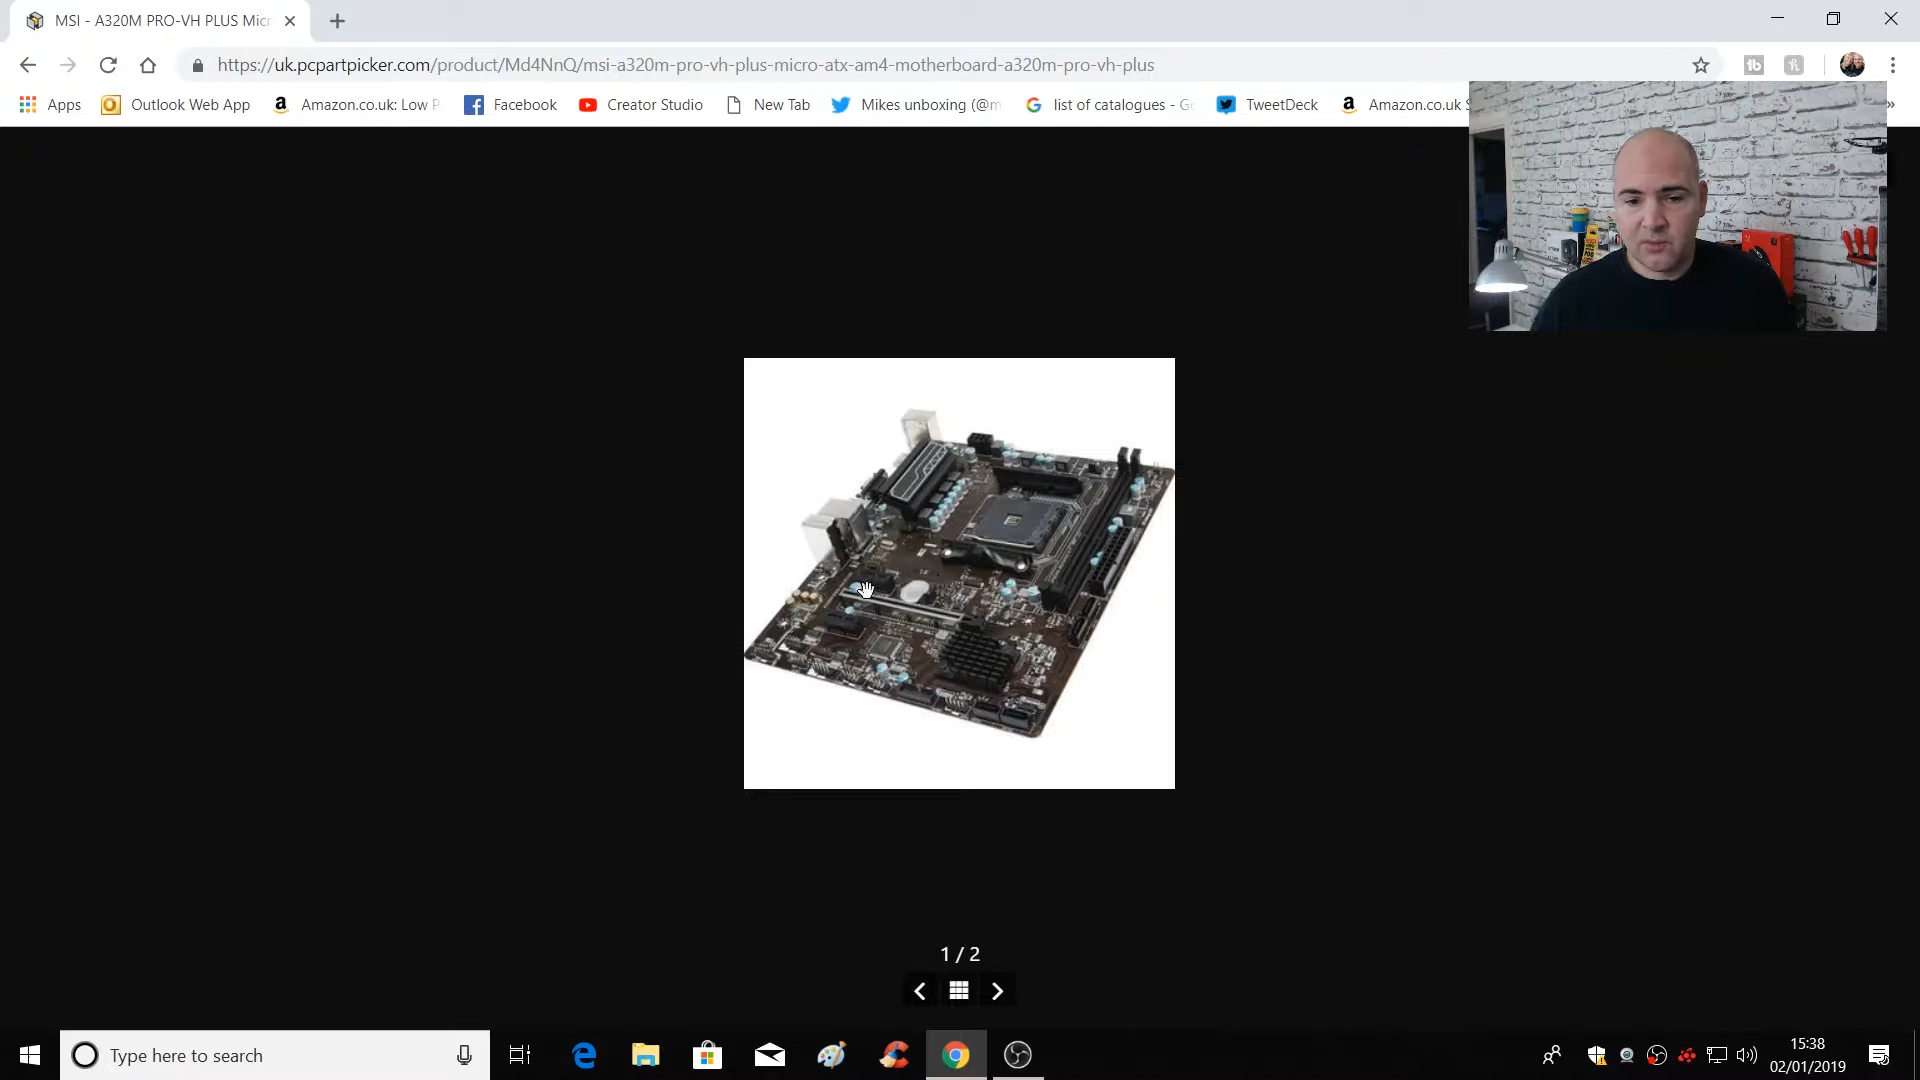 MSI - A320M PRO-VH PLUS Micr
https://uk.pcpartpicker.com/product/Md4NnQ/msi-a320m-pro-vh-plus-micro-atx-am4-motherboard-a320m-pro-vh-plus
Apps Outlook Web App Amazon.co.uk: Low P Facebook Creator Studio New Tab Mikes unboxing (@m list of catalogues - Go TweetDeck Amazon.co.uk S
1 / 2
Type here to search
15:38
02/01/2019